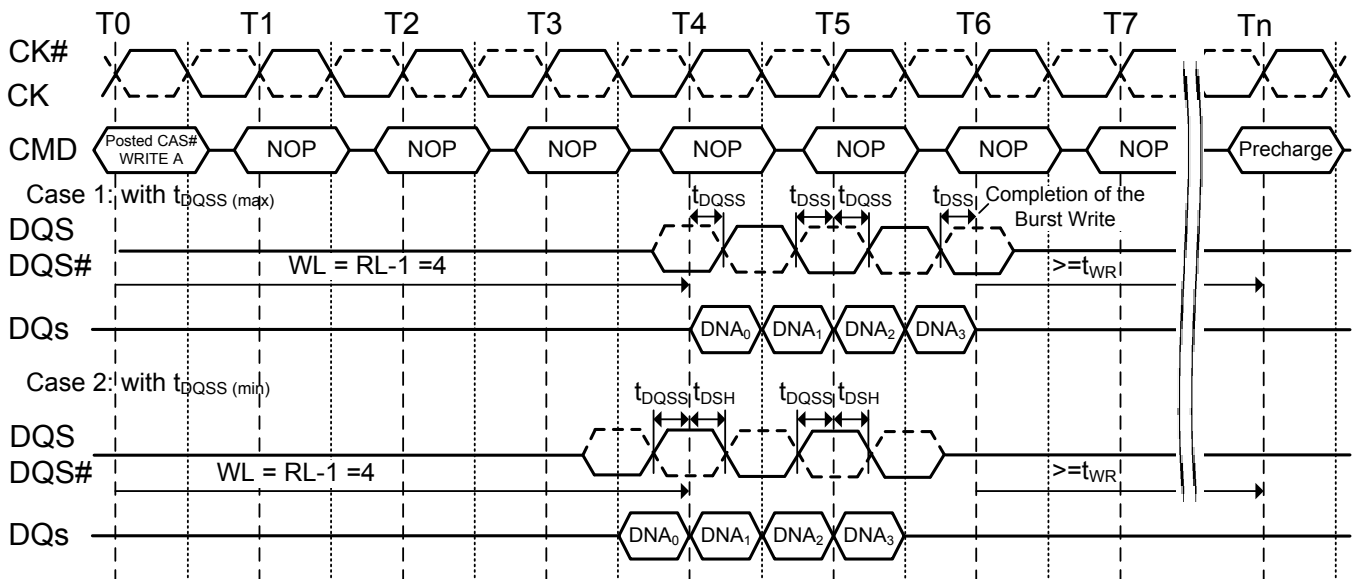 T0 T1 T2 T3 T4 T5 T6 T7 Tn
CK#
CK
CMD Posted CAS# WRITE A NOP NOP NOP NOP NOP NOP NOP Precharge
Case 1: with tDQSS (max)
tDQSS tDSS tDQSS tDSS Completion of the Burst Write
DQS
DQS#
WL = RL-1 =4 >=tWR
DQs DNA0 DNA1 DNA2 DNA3
Case 2: with tDQSS (min)
tDQSS tDSH tDQSS tDSH
DQS
DQS#
WL = RL-1 =4 >=tWR
DQs DNA0 DNA1 DNA2 DNA3